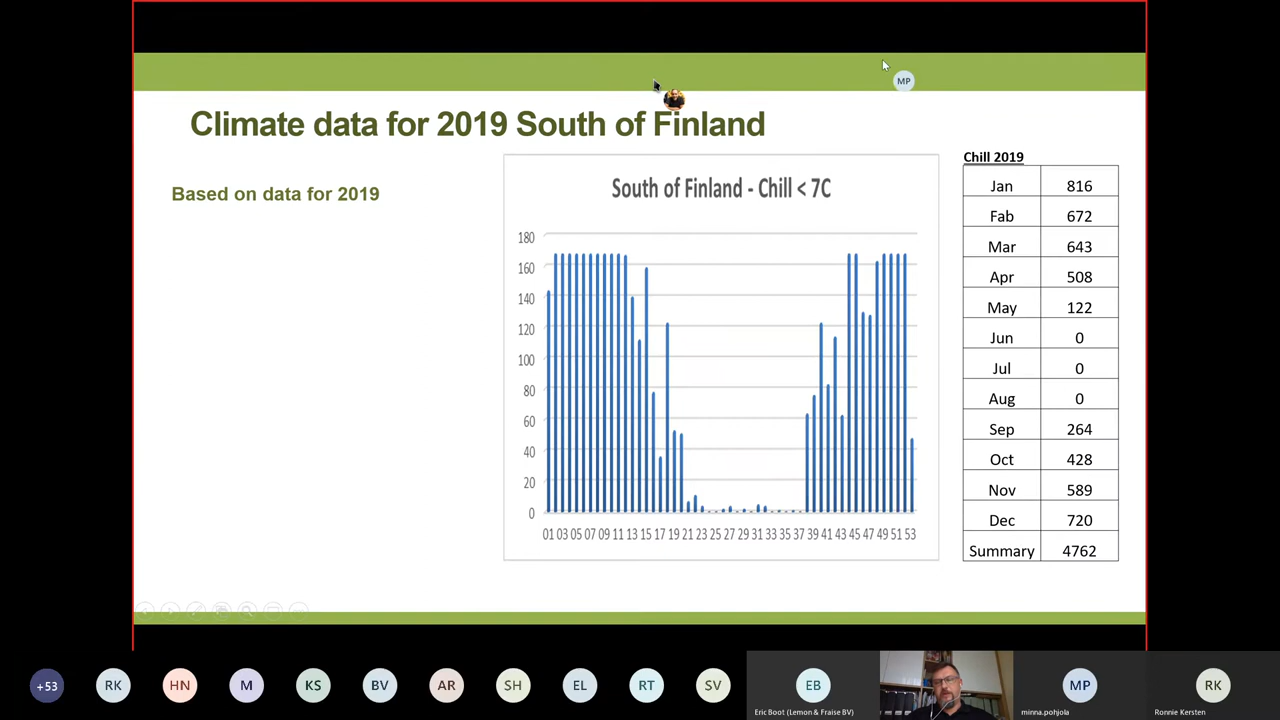 MP
Climate data for 2019 South of Finland
Based on data for 2019
South of Finland - Chill < 7C
180
160
140
120
100
80
60
40
20
0
01 03 05 07 09 11 13 15 17 19 21 23 25 27 29 31 33 35 37 39 41 43 45 47 49 51 53
Chill 2019
Jan 816
Fab 672
Mar 643
Apr 508
May 122
Jun 0
Jul 0
Aug 0
Sep 264
Oct 428
Nov 589
Dec 720
Summary 4762
+53 RK HN M KS BV AR SH EL RT SV EB MP RK
Eric Boot (Lemon & Fraise BV) minna.pohjola Ronnie Kersten